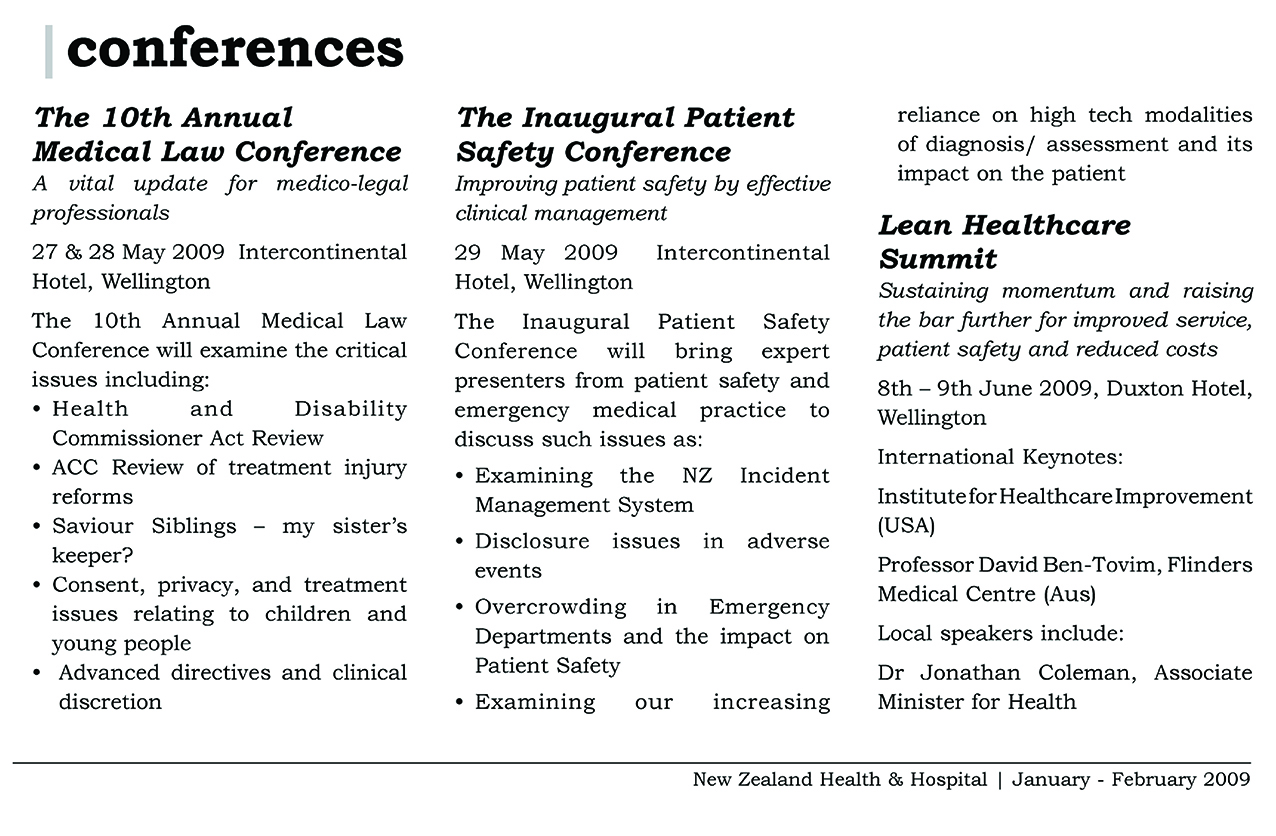 conferences
The 10th Annual
Medical Law Conference
A vital update for medico-legal
professionals
27 & 28 May 2009 Intercontinental
Hotel, Wellington
The 10th Annual Medical Law
Conference will examine the critical
issues including:
• Health and Disability
Commissioner Act Review
• ACC Review of treatment injury
reforms
• Saviour Siblings – my sister's
keeper?
• Consent, privacy, and treatment
issues relating to children and
young people
• Advanced directives and clinical
discretion
The Inaugural Patient
Safety Conference
Improving patient safety by effective
clinical management
29 May 2009 Intercontinental
Hotel, Wellington
The Inaugural Patient Safety
Conference will bring expert
presenters from patient safety and
emergency medical practice to
discuss such issues as:
• Examining the NZ Incident
Management System
• Disclosure issues in adverse
events
• Overcrowding in Emergency
Departments and the impact on
Patient Safety
• Examining our increasing
reliance on high tech modalities
of diagnosis/ assessment and its
impact on the patient
Lean Healthcare
Summit
Sustaining momentum and raising
the bar further for improved service,
patient safety and reduced costs
8th – 9th June 2009, Duxton Hotel,
Wellington
International Keynotes:
Institute for Healthcare Improvement
(USA)
Professor David Ben-Tovim, Flinders
Medical Centre (Aus)
Local speakers include:
Dr Jonathan Coleman, Associate
Minister for Health
New Zealand Health & Hospital | January - February 2009